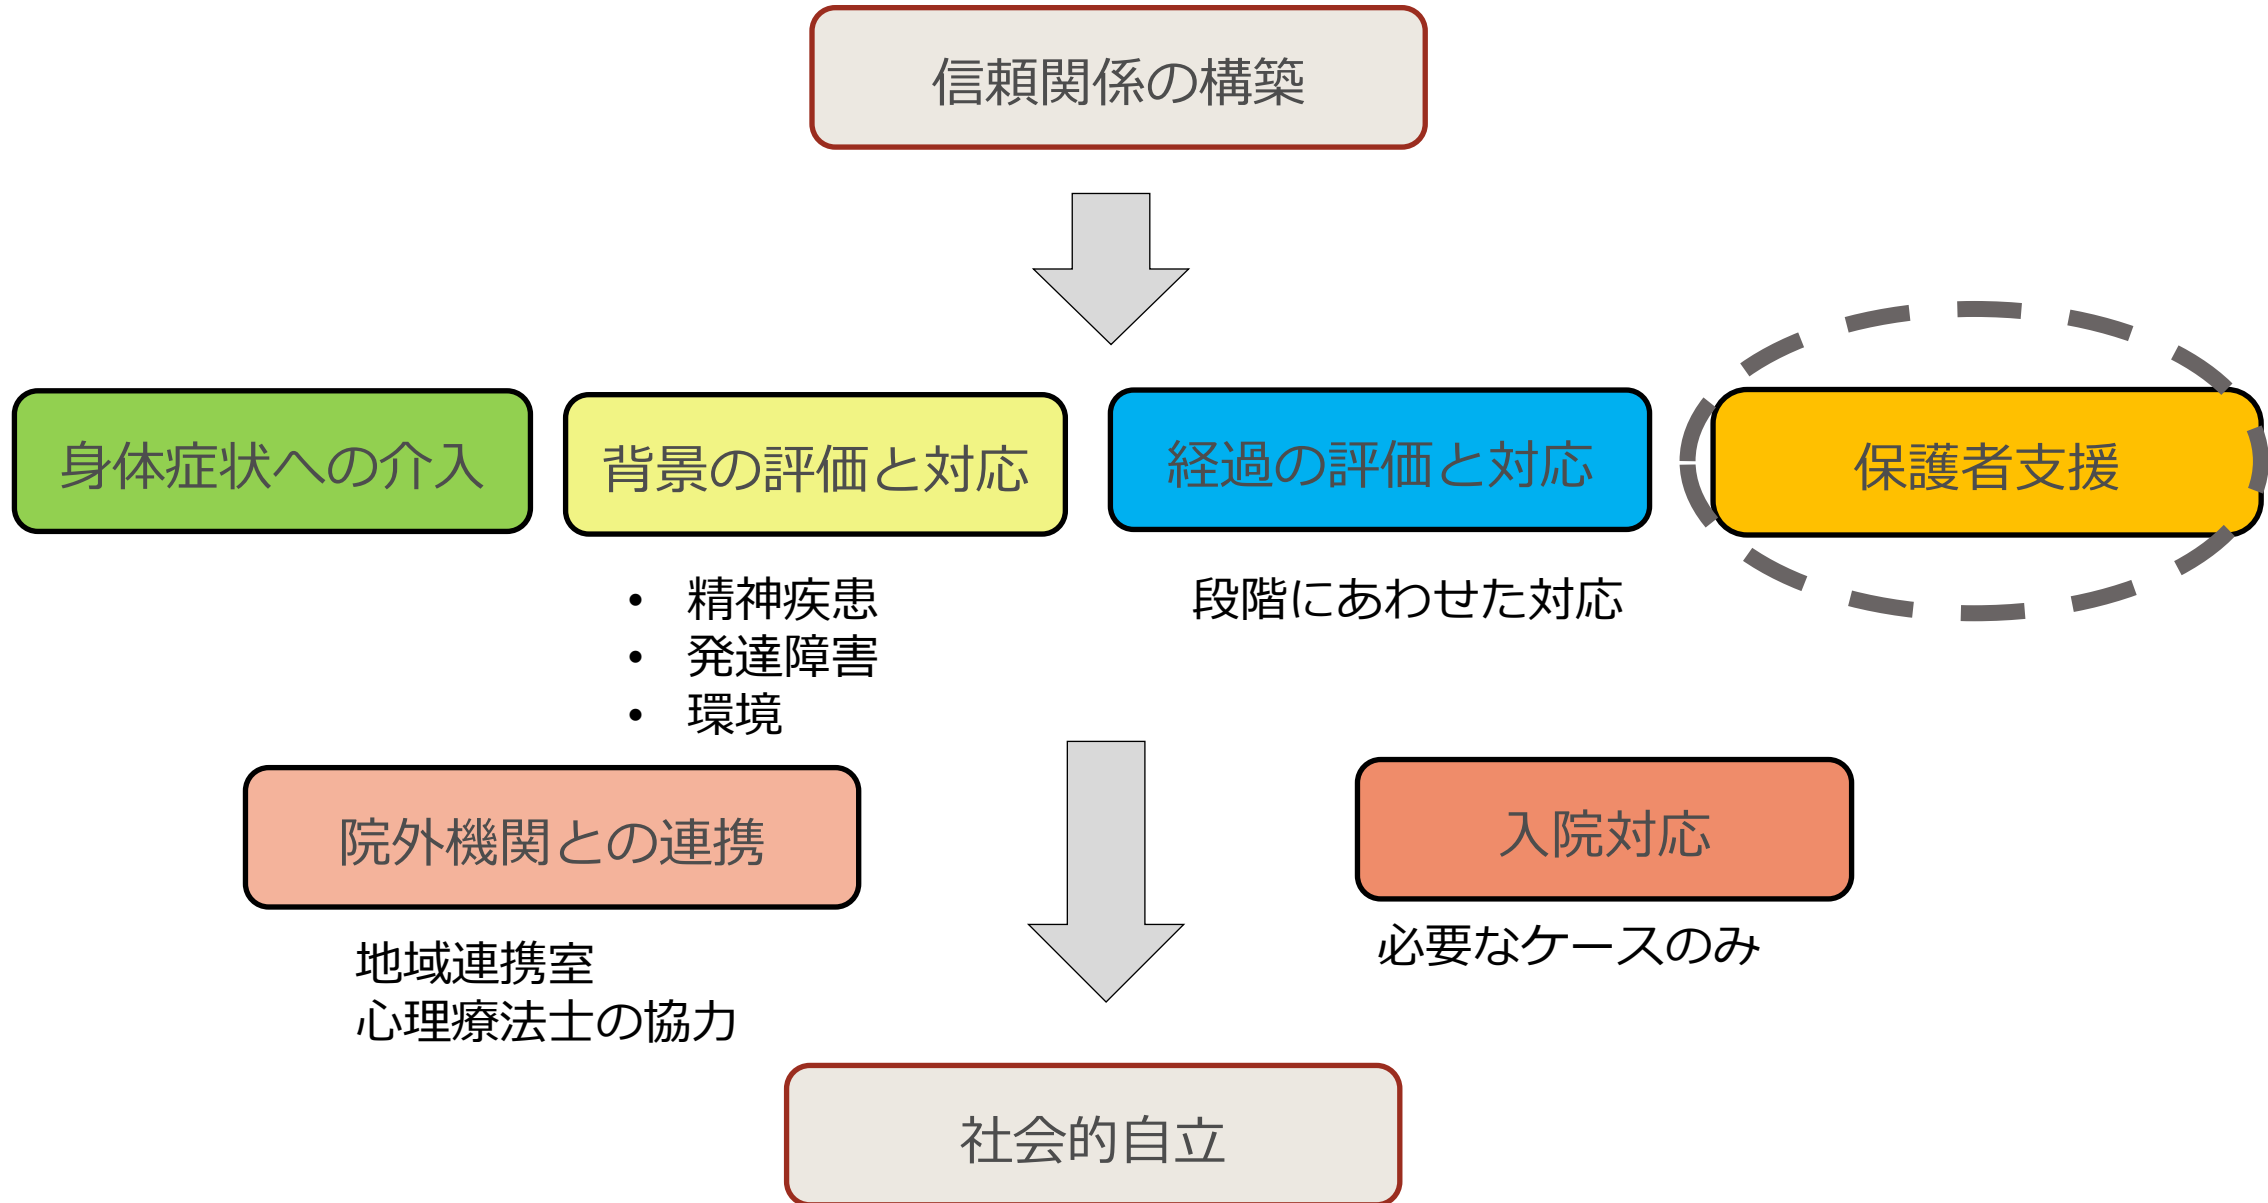 信頼関係の構築
身体症状への介入
背景の評価と対応
経過の評価と対応
保護者支援
• 精神疾患
• 発達障害
• 環境
段階にあわせた対応
院外機関との連携
入院対応
地域連携室
心理療法士の協力
必要なケースのみ
社会的自立